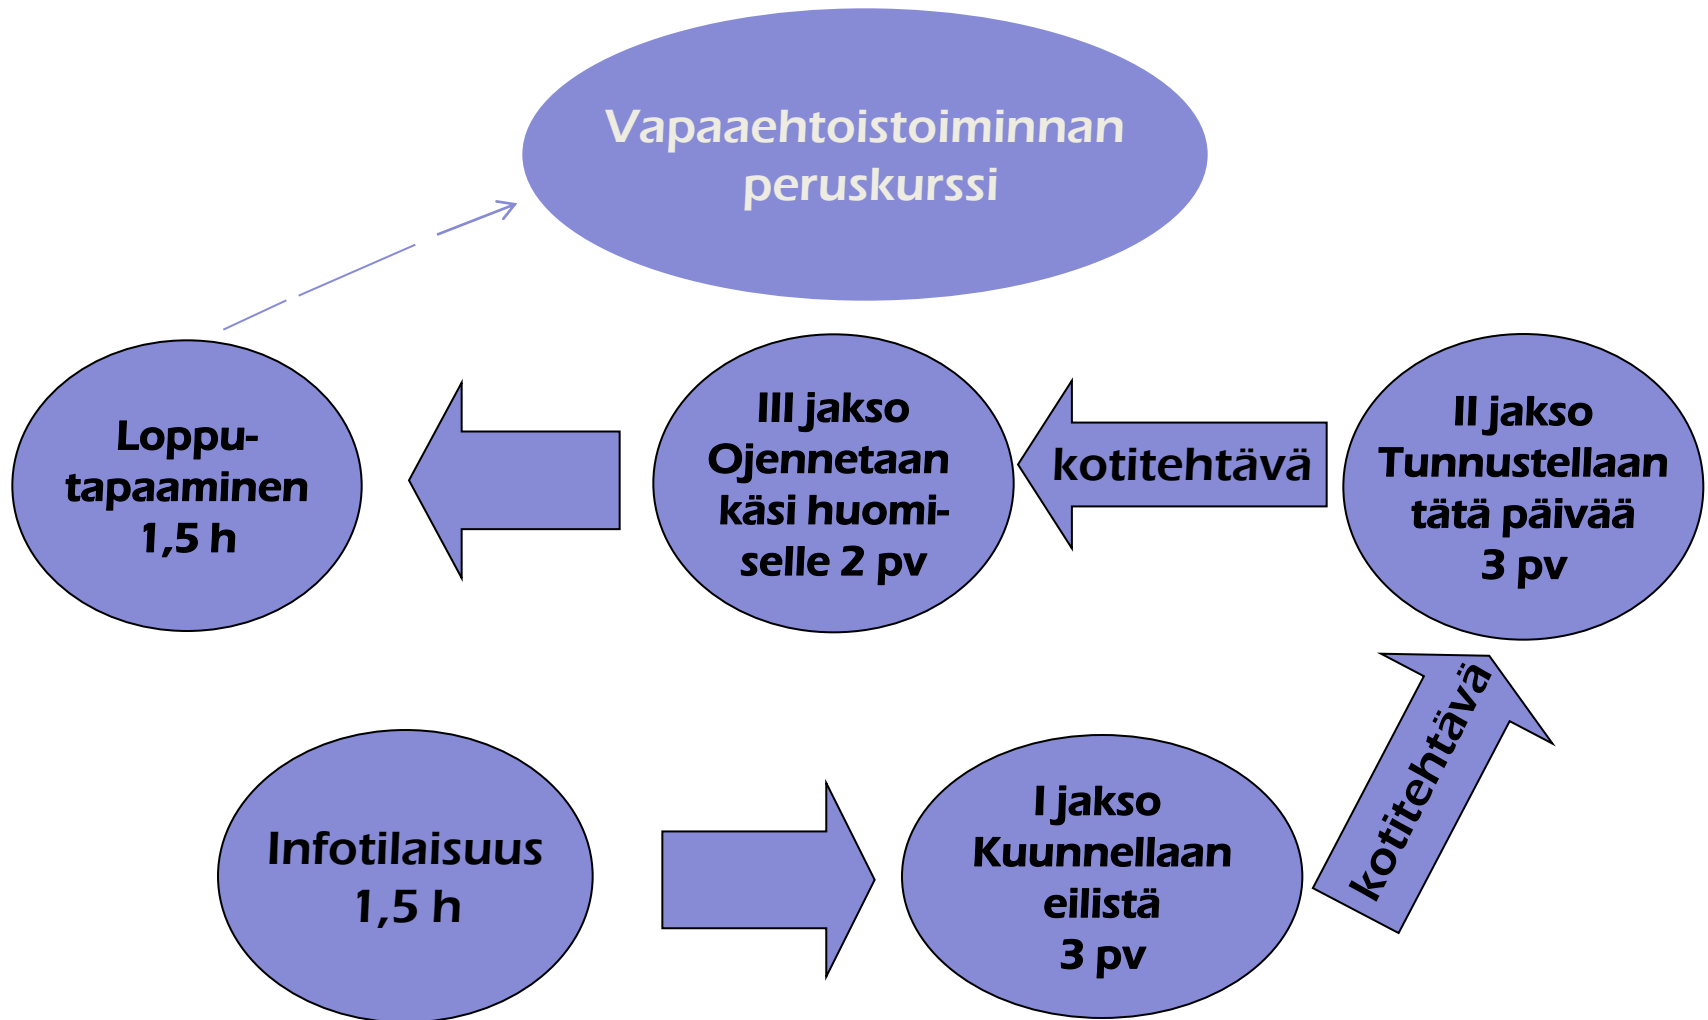 Vapaaehtoistoiminnan
peruskurssi
Loppu-
tapaaminen
1,5 h
III jakso
Ojennetaan
käsi huomi-
selle 2 pv
kotitehtävä
II jakso
Tunnustellaan
tätä päivää
3 pv
Infotilaisuus
1,5 h
I jakso
Kuunnellaan
eilistä
3 pv
kotitehtävä